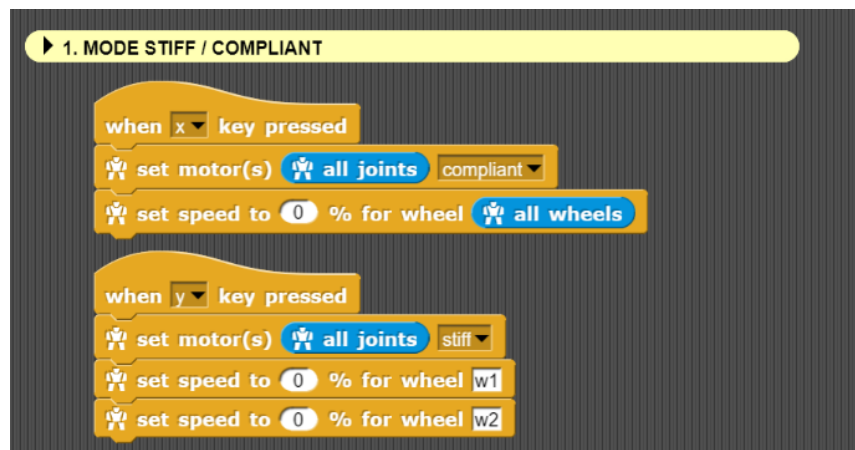 1. MODE STIFF / COMPLIANT
when x key pressed
set motor(s) all joints compliant
set speed to 0 % for wheel all wheels
when y key pressed
set motor(s) all joints stiff
set speed to 0 % for wheel w1
set speed to 0 % for wheel w2